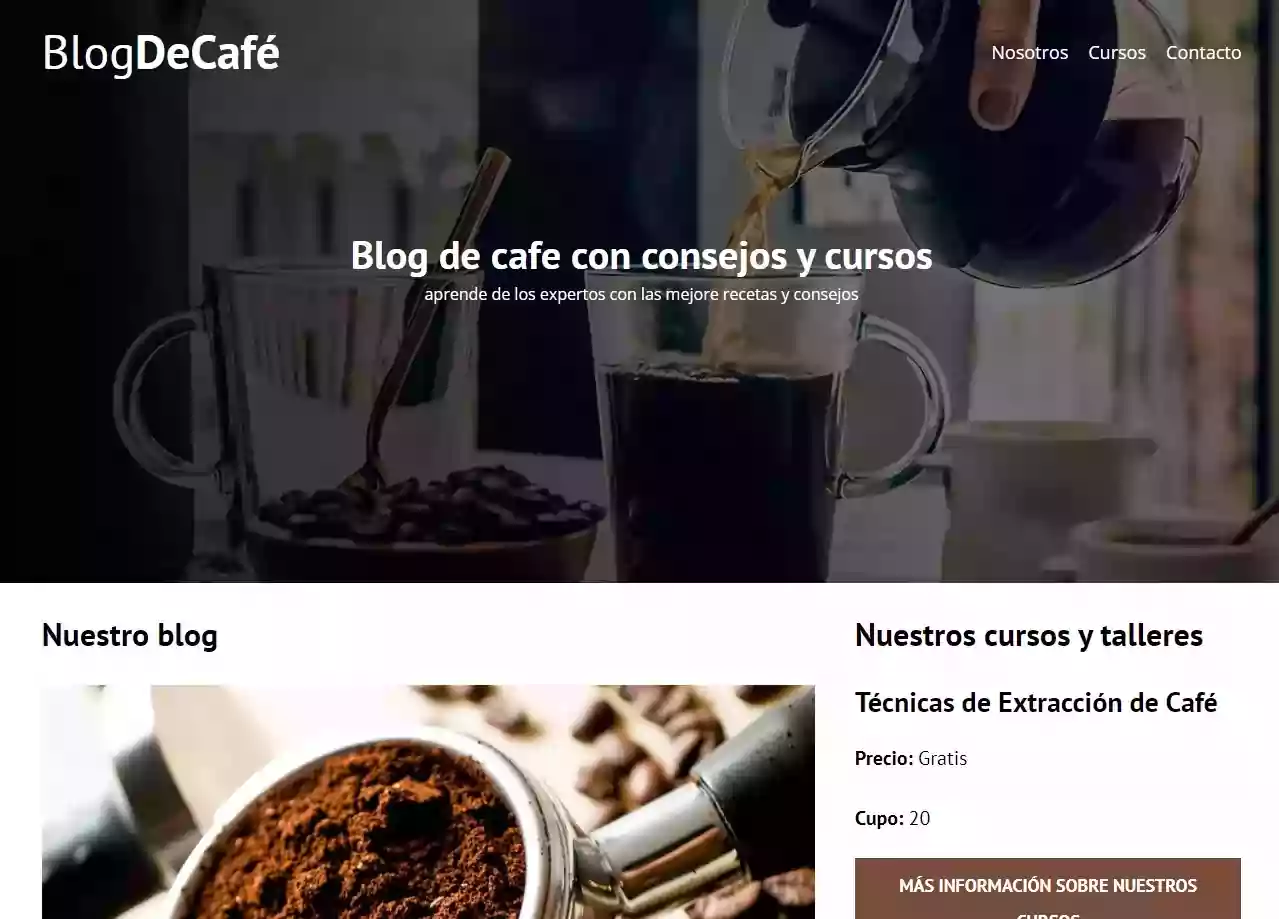 BlogDeCafé
Nosotros Cursos Contacto
Blog de cafe con consejos y cursos
aprende de los expertos con las mejore recetas y consejos
Nuestro blog
Nuestros cursos y talleres
Técnicas de Extracción de Café
Precio: Gratis
Cupo: 20
MÁS INFORMACIÓN SOBRE NUESTROS
CURSOS